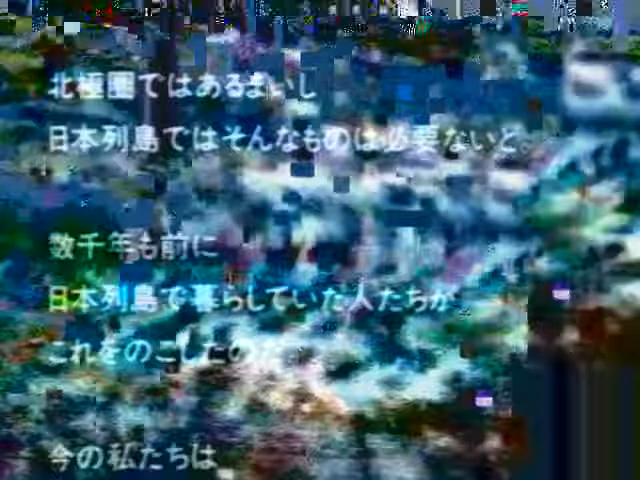 北極圏ではあるまいし
日本列島ではそんなものは必要ないと。
数千年も前に
日本列島で暮らしていた人たちが
これをのこしたのだ
今の私たちは